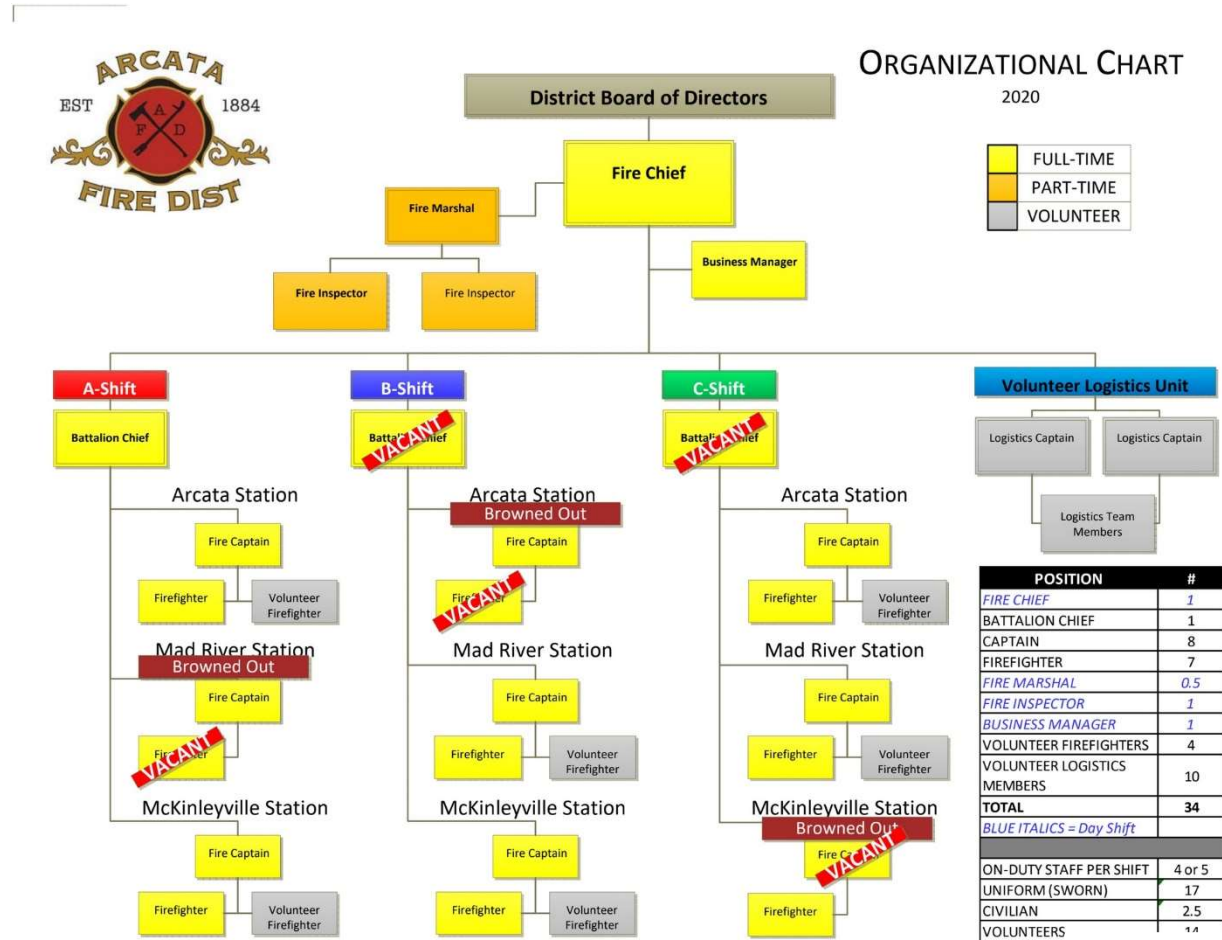 ARCATA
EST 1884
A
F D
FIRE DIST
ORGANIZATIONAL CHART
2020
FULL-TIME
PART-TIME
VOLUNTEER
District Board of Directors
Fire Chief
Fire Marshal
Business Manager
Fire Inspector
Fire Inspector
A-Shift
Battalion Chief
Arcata Station
Fire Captain
Firefighter
Volunteer
Firefighter
Mad River Station
Browned Out
Fire Captain
VACANT
McKinleyville Station
Fire Captain
Firefighter
Volunteer
Firefighter
B-Shift
Battalion Chief
VACANT
Arcata Station
Browned Out
Fire Captain
VACANT
Mad River Station
Fire Captain
Firefighter
Volunteer
Firefighter
McKinleyville Station
Fire Captain
Firefighter
Volunteer
Firefighter
C-Shift
Battalion Chief
VACANT
Arcata Station
Fire Captain
Firefighter
Volunteer
Firefighter
Mad River Station
Fire Captain
Firefighter
Volunteer
Firefighter
McKinleyville Station
Browned Out
VACANT
Firefighter
Volunteer Logistics Unit
Logistics Captain
Logistics Captain
Logistics Team
Members
POSITION #
FIRE CHIEF 1
BATTALION CHIEF 1
CAPTAIN 8
FIREFIGHTER 7
FIRE MARSHAL 0.5
FIRE INSPECTOR 1
BUSINESS MANAGER 1
VOLUNTEER FIREFIGHTERS 4
VOLUNTEER LOGISTICS
MEMBERS 10
TOTAL 34
BLUE ITALICS = Day Shift
ON-DUTY STAFF PER SHIFT 4 or 5
UNIFORM (SWORN) 17
CIVILIAN 2.5
VOLUNTEERS 14